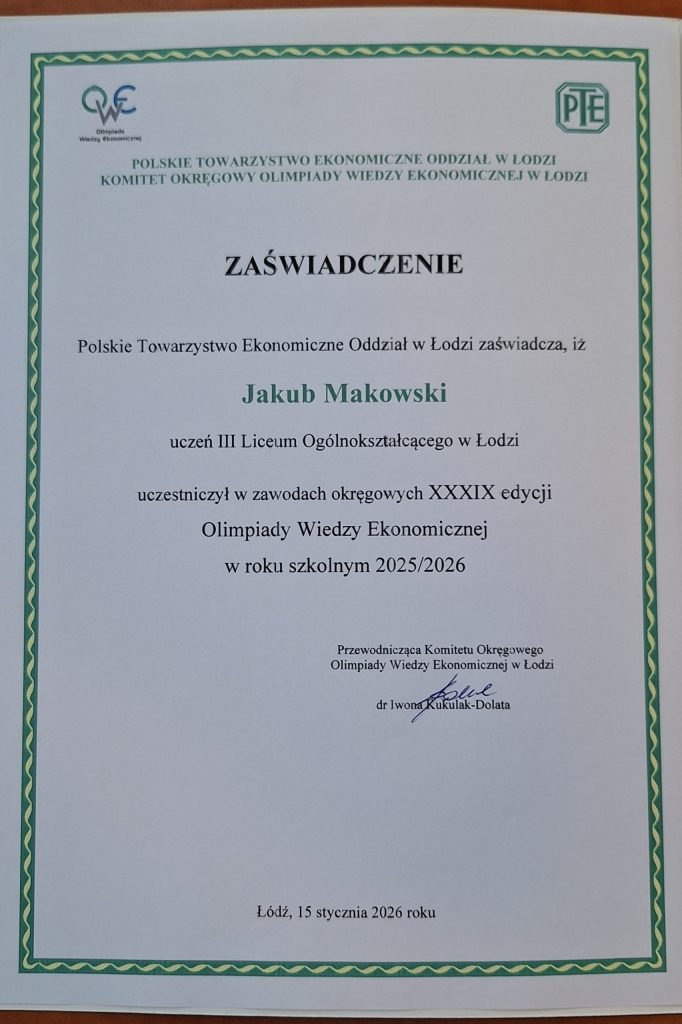 OWE
Olimpiada
Wiedzy Ekonomicznej
PTE
POLSKIE TOWARZYSTWO EKONOMICZNE ODDZIAŁ W ŁODZI
KOMITET OKRĘGOWY OLIMPIADY WIEDZY EKONOMICZNEJ W ŁODZI
ZAŚWIADCZENIE
Polskie Towarzystwo Ekonomiczne Oddział w Łodzi zaświadcza, iż
Jakub Makowski
uczeń III Liceum Ogólnokształcącego w Łodzi
uczestniczył w zawodach okręgowych XXXIX edycji
Olimpiady Wiedzy Ekonomicznej
w roku szkolnym 2025/2026
Przewodnicząca Komitetu Okręgowego
Olimpiady Wiedzy Ekonomicznej w Łodzi
dr Iwona Kukulak-Dolata
Łódź, 15 stycznia 2026 roku